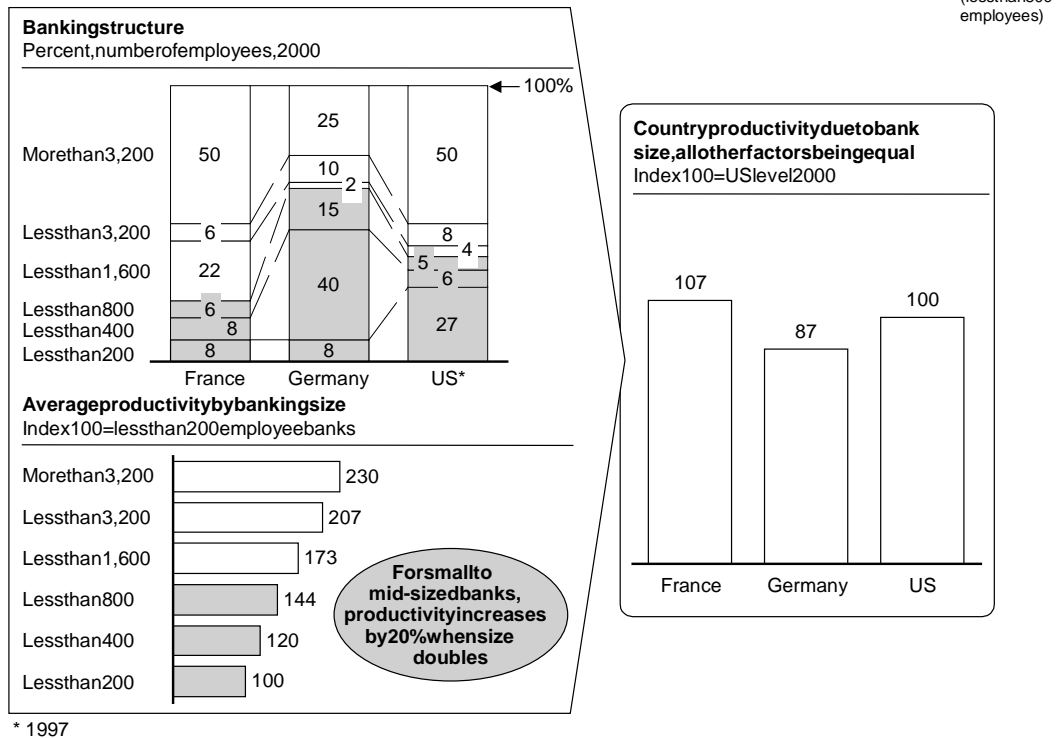 (lessthan800
employees)
Bankingstructure
Percent,numberofemployees,2000
100%
Morethan3,200 50 25 50
Lessthan3,200 6 10 8
Lessthan1,600 22 2 4
Lessthan800 6 15 5
Lessthan400 8 40 6
Lessthan200 8 8 27
France Germany US*
Averageproductivitybybankingsize
Index100=lessthan200employeebanks
Morethan3,200 230
Lessthan3,200 207
Lessthan1,600 173
Lessthan800 144
Lessthan400 120
Lessthan200 100
Forsmallto
mid-sizedbanks,
productivityincreases
by20%whensize
doubles
Countryproductivityduetobank
size,allotherfactorsbeingequal
Index100=USlevel2000
107 87 100
France Germany US
* 1997